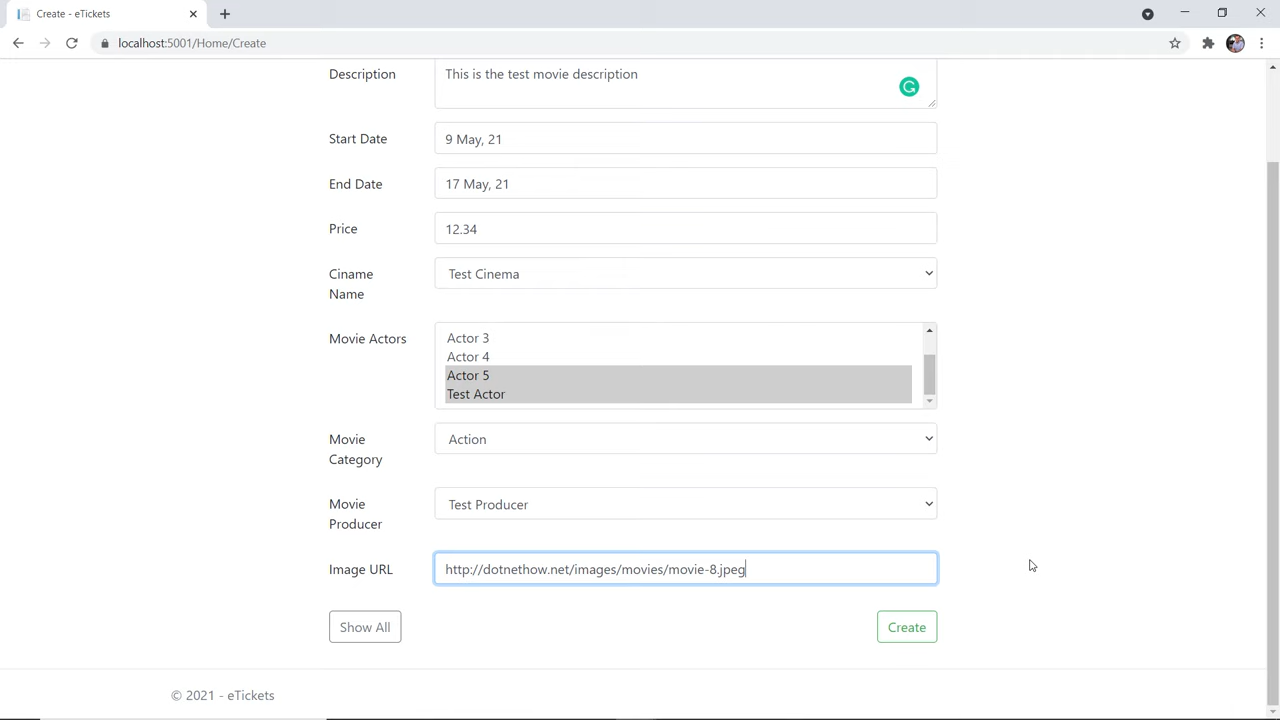 Create - eTickets
localhost:5001/Home/Create
Description
This is the test movie description
Start Date
9 May, 21
End Date
17 May, 21
Price
12.34
Ciname
Name
Test Cinema
Movie Actors
Actor 3
Actor 4
Actor 5
Test Actor
Movie
Category
Action
Movie
Producer
Test Producer
Image URL
http://dotnethow.net/images/movies/movie-8.jpeg
Show All
Create
© 2021 - eTickets